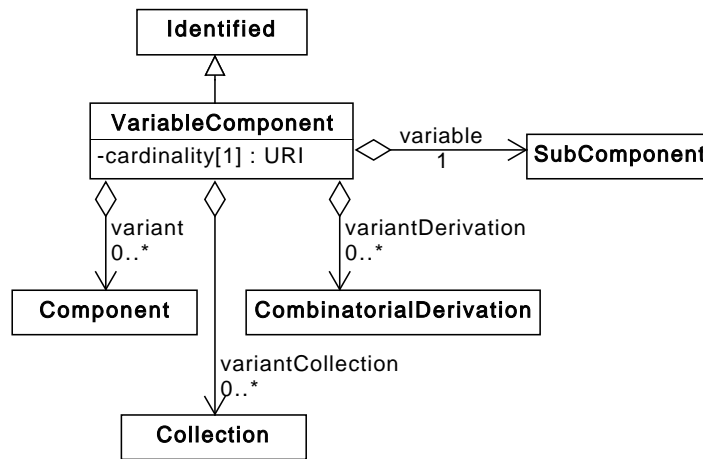 Identified
VariableComponent
-cardinality[1] : URI
variable
1
SubComponent
variant
0..*
variantDerivation
0..*
Component
CombinatorialDerivation
variantCollection
0..*
Collection